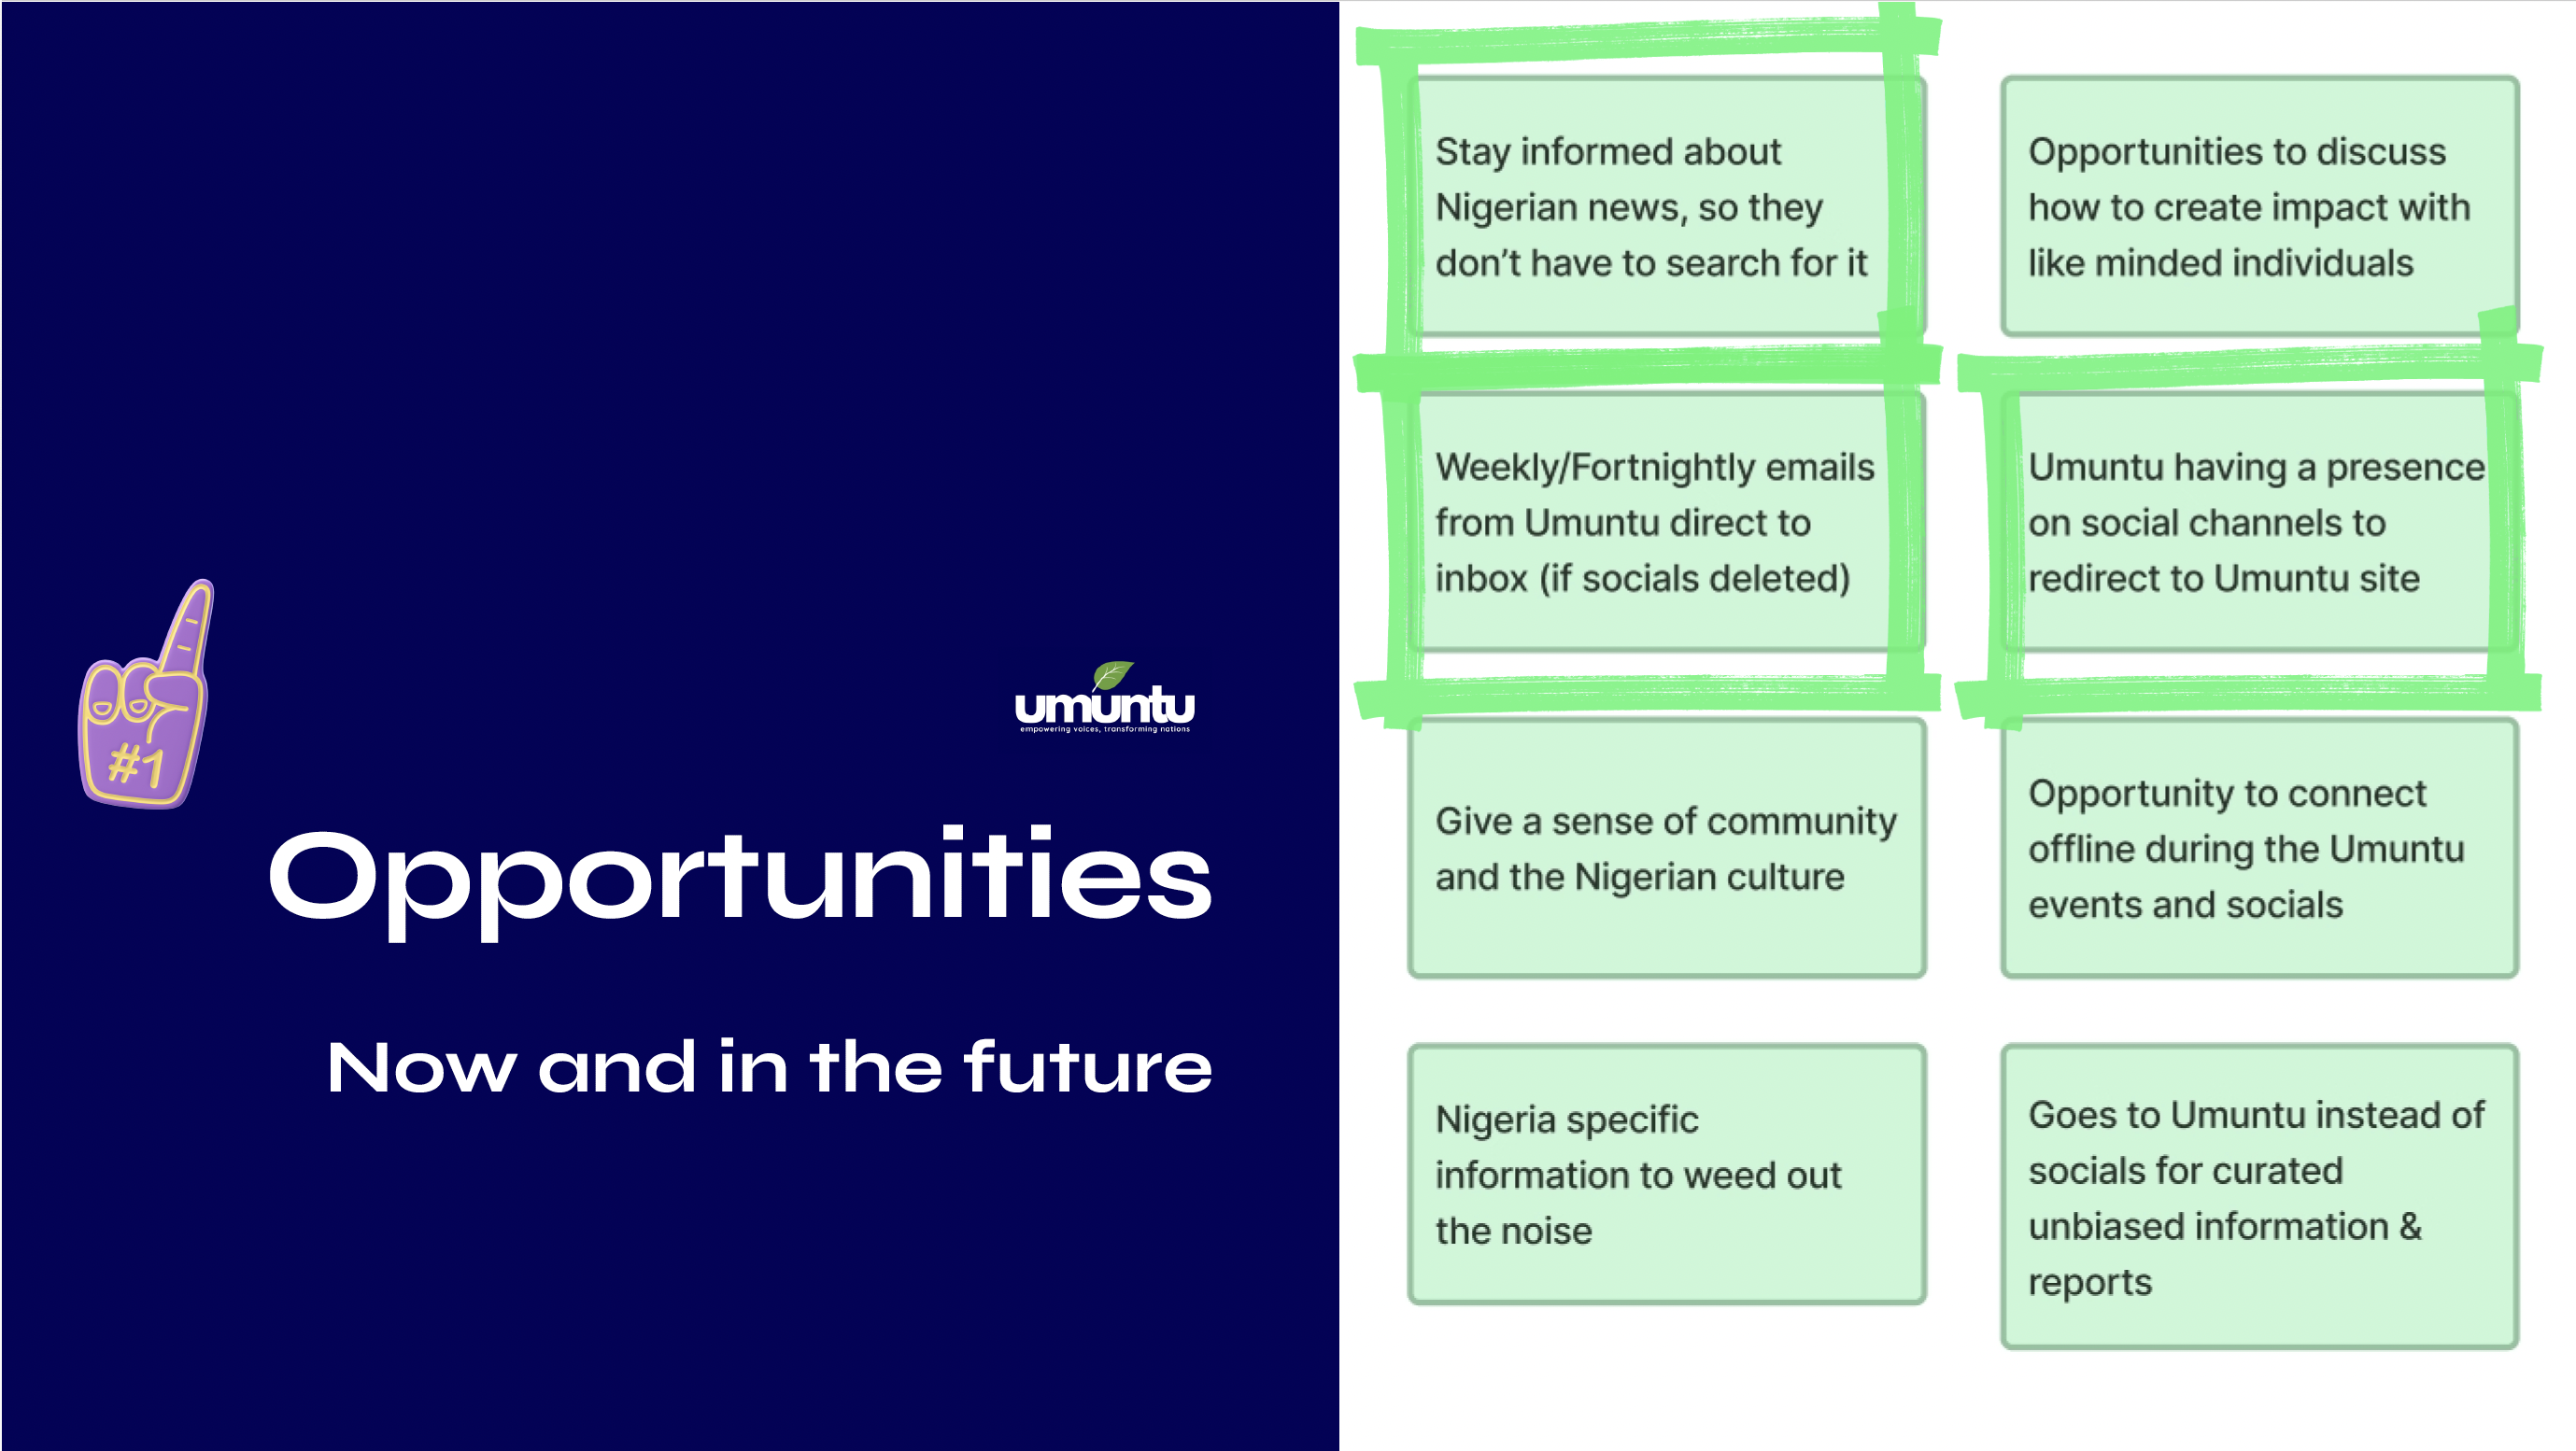 #1
umuntu
empowering voices, transforming nations
Opportunities
Now and in the future
Stay informed about
Nigerian news, so they
don’t have to search for it
Opportunities to discuss
how to create impact with
like minded individuals
Weekly/Fortnightly emails
from Umuntu direct to
inbox (if socials deleted)
Umuntu having a presence
on social channels to
redirect to Umuntu site
Give a sense of community
and the Nigerian culture
Opportunity to connect
offline during the Umuntu
events and socials
Nigeria specific
information to weed out
the noise
Goes to Umuntu instead of
socials for curated
unbiased information &
reports